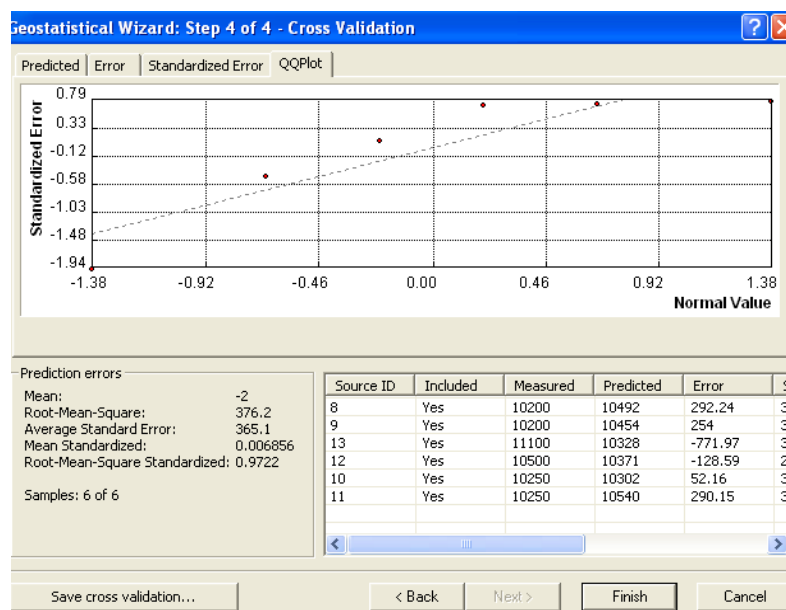 Geostatistical Wizard: Step 4 of 4 - Cross Validation
Predicted Error Standardized Error QQPlot
Standardized Error
0.79
0.33
-0.12
-0.58
-1.03
-1.48
-1.94
-1.38 -0.92 -0.46 0.00 0.46 0.92 1.38
Normal Value
Prediction errors
Mean: -2
Root-Mean-Square: 376.2
Average Standard Error: 365.1
Mean Standardized: 0.006856
Root-Mean-Square Standardized: 0.9722
Samples: 6 of 6
Source ID Included Measured Predicted Error
8 Yes 10200 10492 292.24 3
9 Yes 10200 10454 254 3
13 Yes 11100 10328 -771.97 3
12 Yes 10500 10371 -128.59 2
10 Yes 10250 10302 52.16 3
11 Yes 10250 10540 290.15 3
Save cross validation... < Back Next > Finish Cancel